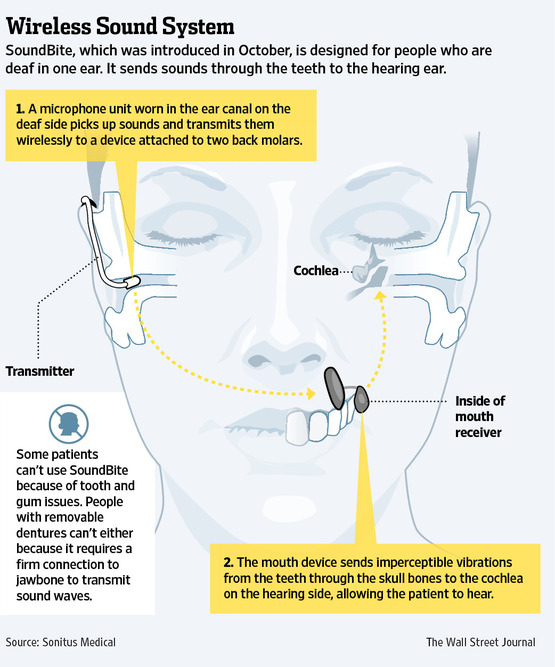 Wireless Sound System
SoundBite, which was introduced in October, is designed for people who are
deaf in one ear. It sends sounds through the teeth to the hearing ear.
1. A microphone unit worn in the ear canal on the
deaf side picks up sounds and transmits them
wirelessly to a device attached to two back molars.
Cochlea
Transmitter
Inside of
mouth
receiver
Some patients
can’t use SoundBite
because of tooth and
gum issues. People
with removable
dentures can’t either
because it requires a
firm connection to
jawbone to transmit
sound waves.
2. The mouth device sends imperceptible vibrations
from the teeth through the skull bones to the cochlea
on the hearing side, allowing the patient to hear.
Source: Sonitus Medical
The Wall Street Journal